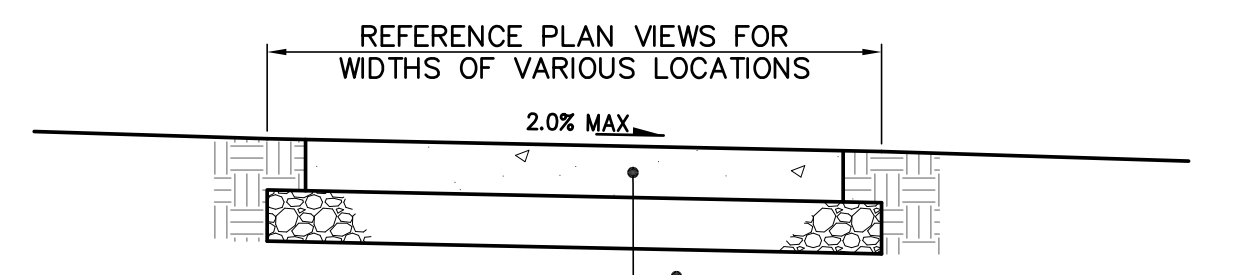 REFERENCE PLAN VIEWS FOR
WIDTHS OF VARIOUS LOCATIONS
2.0% MAX